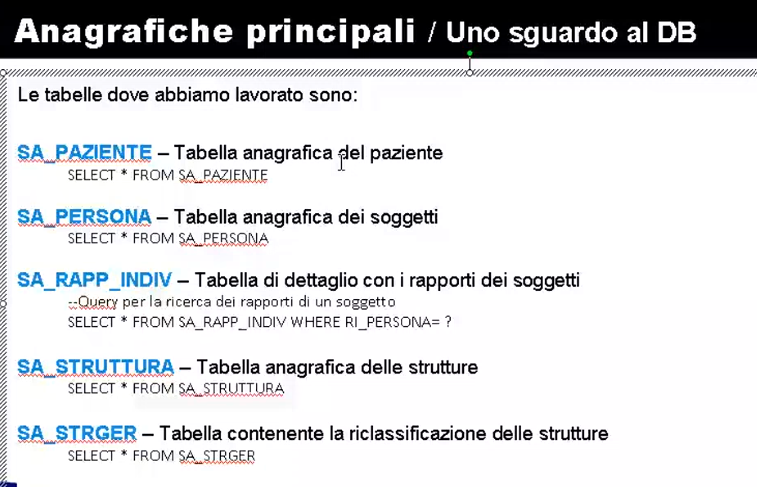 Anagrafiche principali / Uno sguardo al DB
Le tabelle dove abbiamo lavorato sono:
SA_PAZIENTE – Tabella anagrafica del paziente
SELECT * FROM SA_PAZIENTE
SA_PERSONA – Tabella anagrafica dei soggetti
SELECT * FROM SA_PERSONA
SA_RAPP_INDIV – Tabella di dettaglio con i rapporti dei soggetti
--Query per la ricerca dei rapporti di un soggetto
SELECT * FROM SA_RAPP_INDIV WHERE RI_PERSONA= ?
SA_STRUTTURA – Tabella anagrafica delle strutture
SELECT * FROM SA_STRUTTURA
SA_STRGER – Tabella contenente la riclassificazione delle strutture
SELECT * FROM SA_STRGER